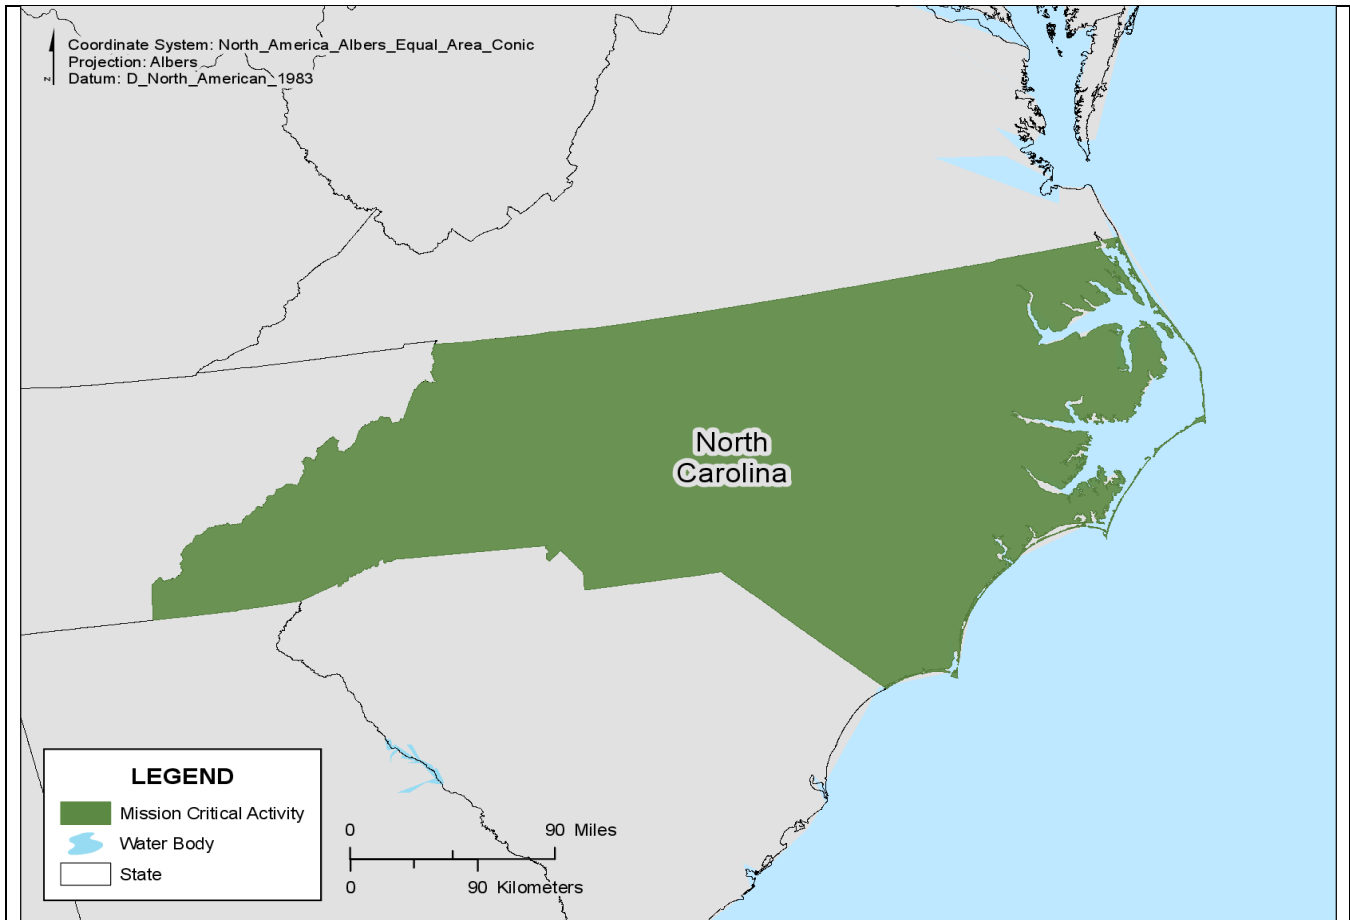 Coordinate System: North_America_Albers_Equal_Area_Conic
Projection: Albers
Datum: D_North_American_1983
N
North
Carolina
LEGEND
Mission Critical Activity
Water Body
State
0 90 Miles
0 90 Kilometers